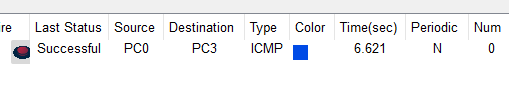 re Last Status Source Destination Type Color Time(sec) Periodic Num
Successful PC0 PC3 ICMP 6.621 N 0